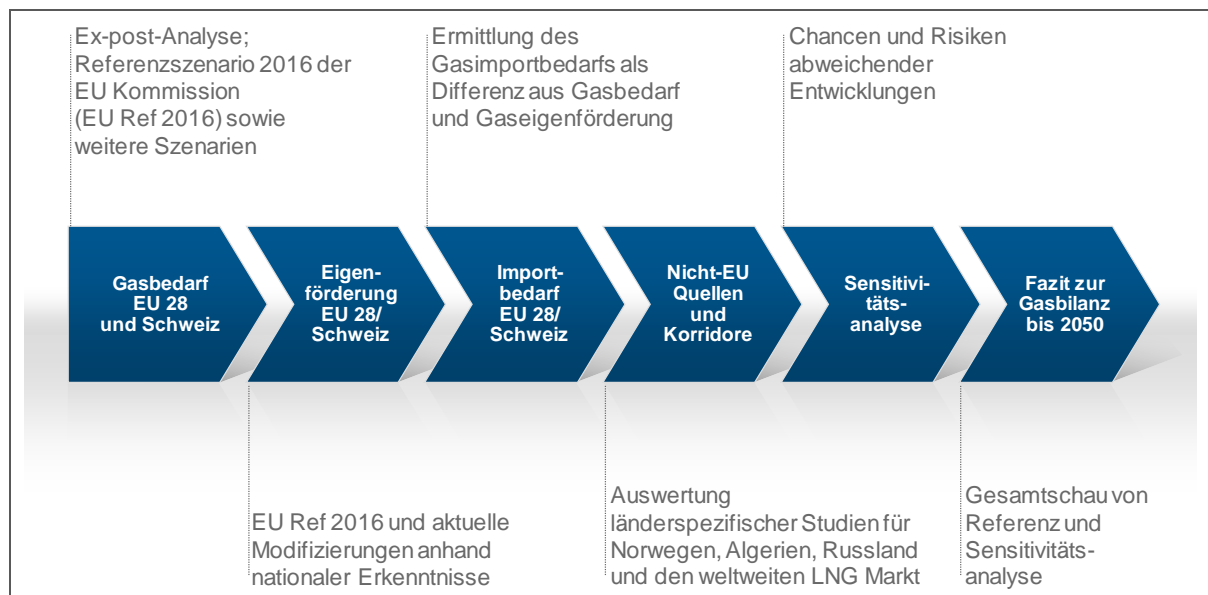 Ex-post-Analyse;
Referenzszenario 2016 der
EU Kommission
(EU Ref 2016) sowie
weitere Szenarien
Ermittlung des
Gasimportbedarfs als
Differenz aus Gasbedarf
und Gaseigenförderung
Chancen und Risiken
abweichender
Entwicklungen
Gasbedarf
EU 28
und Schweiz
Eigen-
förderung
EU 28/
Schweiz
Import-
bedarf
EU 28/
Schweiz
Nicht-EU
Quellen
und
Korridore
Sensitivi-
täts-
analyse
Fazit zur
Gasbilanz
bis 2050
EU Ref 2016 und aktuelle
Modifizierungen anhand
nationaler Erkenntnisse
Auswertung
länderspezifischer Studien für
Norwegen, Algerien, Russland
und den weltweiten LNG Markt
Gesamtschau von
Referenz und
Sensitivitäts-
analyse